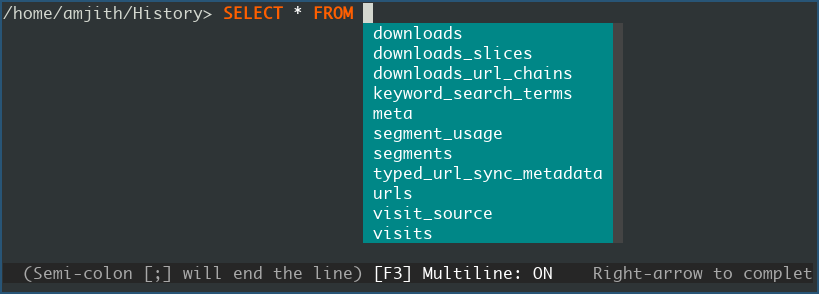 /home/amjith/History> SELECT * FROM
downloads
downloads_slices
downloads_url_chains
keyword_search_terms
meta
segment_usage
segments
typed_url_sync_metadata
urls
visit_source
visits
(Semi-colon [;] will end the line) [F3] Multiline: ON Right-arrow to complet